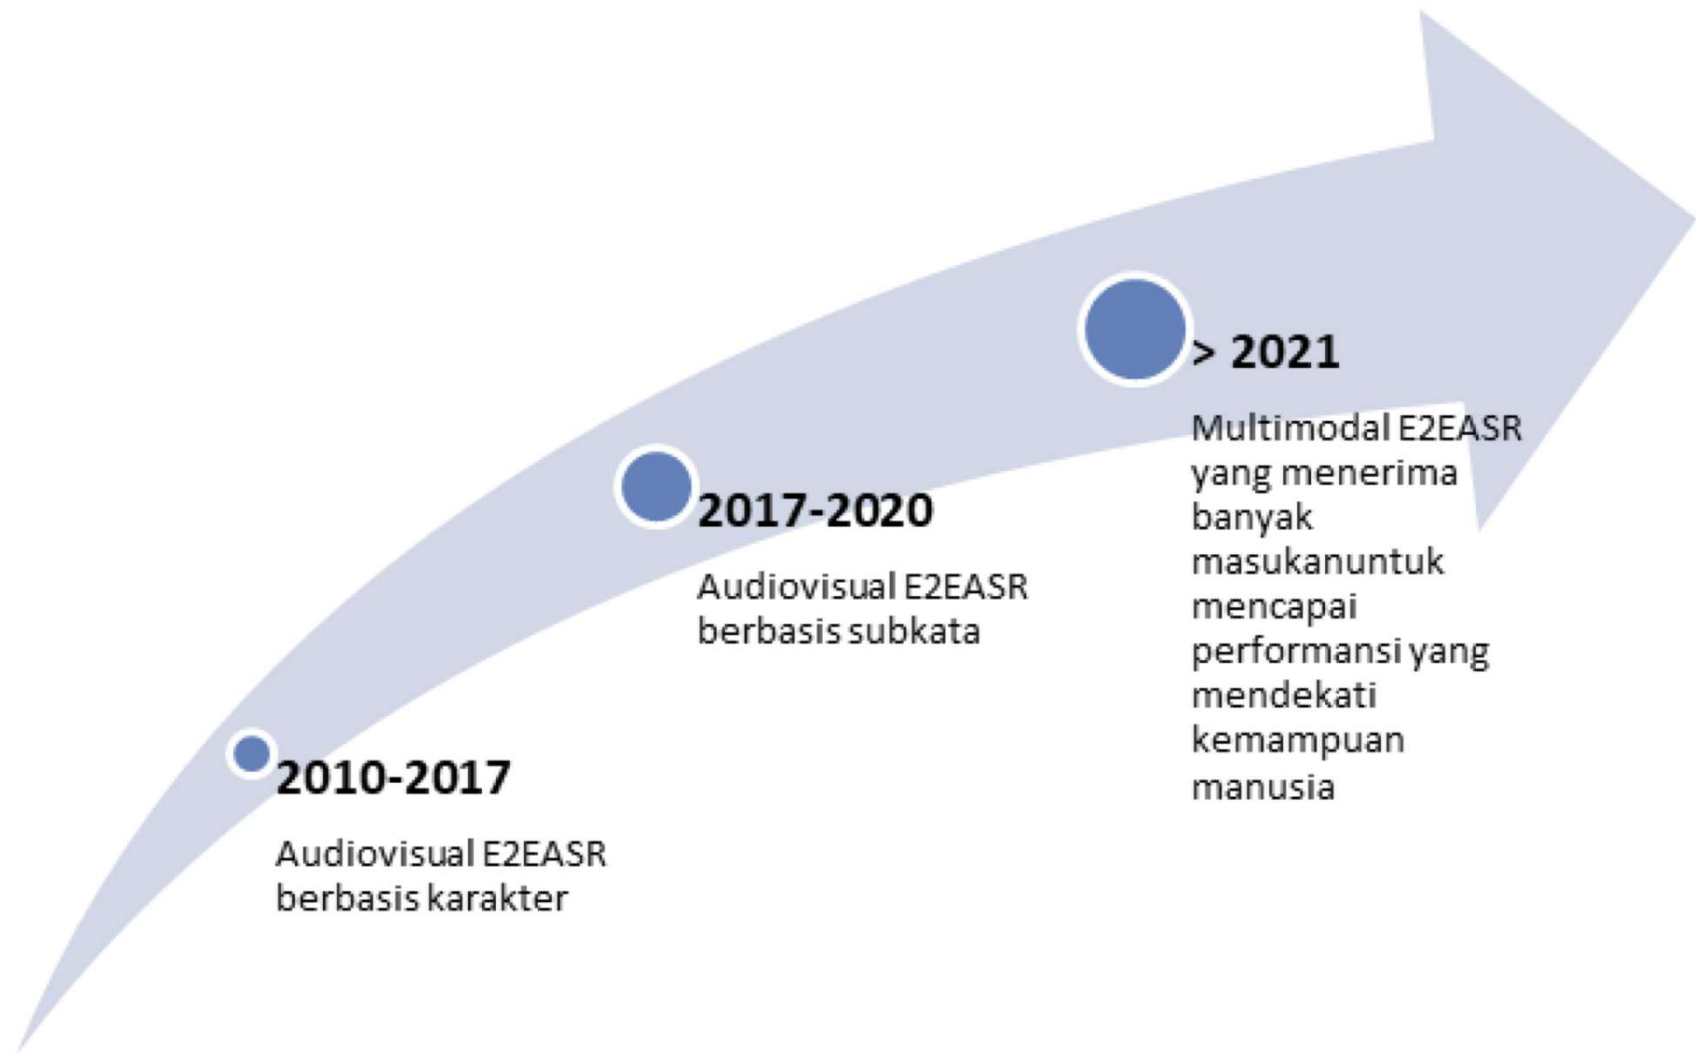 2010-2017
Audiovisual E2EASR
berbasis karakter
2017-2020
Audiovisual E2EASR
berbasis subkata
> 2021
Multimodal E2EASR
yang menerima
banyak
masukanuntuk
mencapai
performansi yang
mendekati
kemampuan
manusia